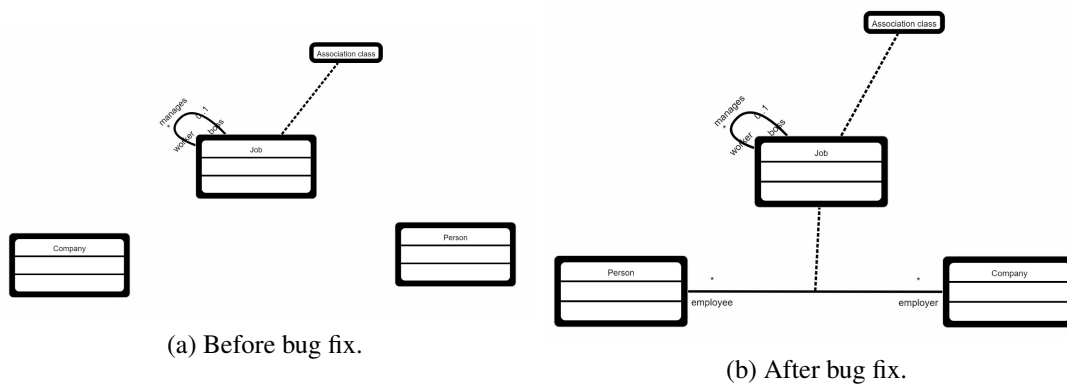 Association class
manages
0..1
*
worker
boss
Job
Company
Person
(a) Before bug fix.
Association class
manages
0..1
*
worker
boss
Job
Person
*
employee
*
employer
Company
(b) After bug fix.